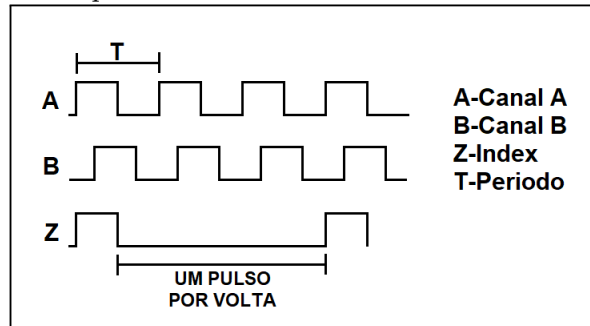 T
A
B
Z
UM PULSO
POR VOLTA
A-Canal A
B-Canal B
Z-Index
T-Periodo